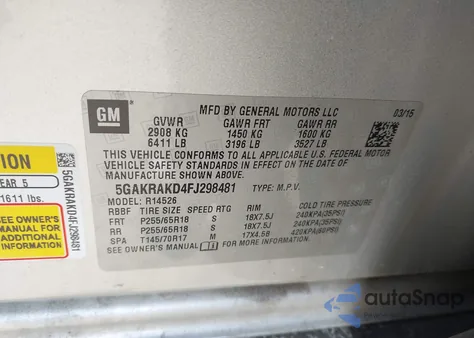 GM
MFD BY GENERAL MOTORS LLC
03/15
GVWR GAWR FRT GAWR RR
2908 KG 1450 KG 1600 KG
6411 LB 3196 LB 3527 LB
THIS VEHICLE CONFORMS TO ALL APPLICABLE U.S.
VEHICLE SAFETY STANDARDS IN EFFECT ON THE DATE OF
MANUFACTURE SHOWN ABOVE.
5GAKRAKD4FJ298481 TYPE: M.P.V.
MODEL: R14526
RBBF TIRE SIZE SPEED RTG RIM COLD TIRE PRESSURE
FRT P255/65R18 S 18X7.5J 240KPA(35PSI)
RR P255/65R18 S 18X7.5J 240KPA(35PSI)
SPA T145/70R17 M 17X4.5B 420KPA(60PSI)
SEE OWNER'S MANUAL FOR MORE INFORMATION.
ION
EAR 5
1611 lbs.
SEE OWNER'S
MANUAL FOR
ADDITIONAL
INFORMATION
5GAKRAKD4FJ298481
autoSnap